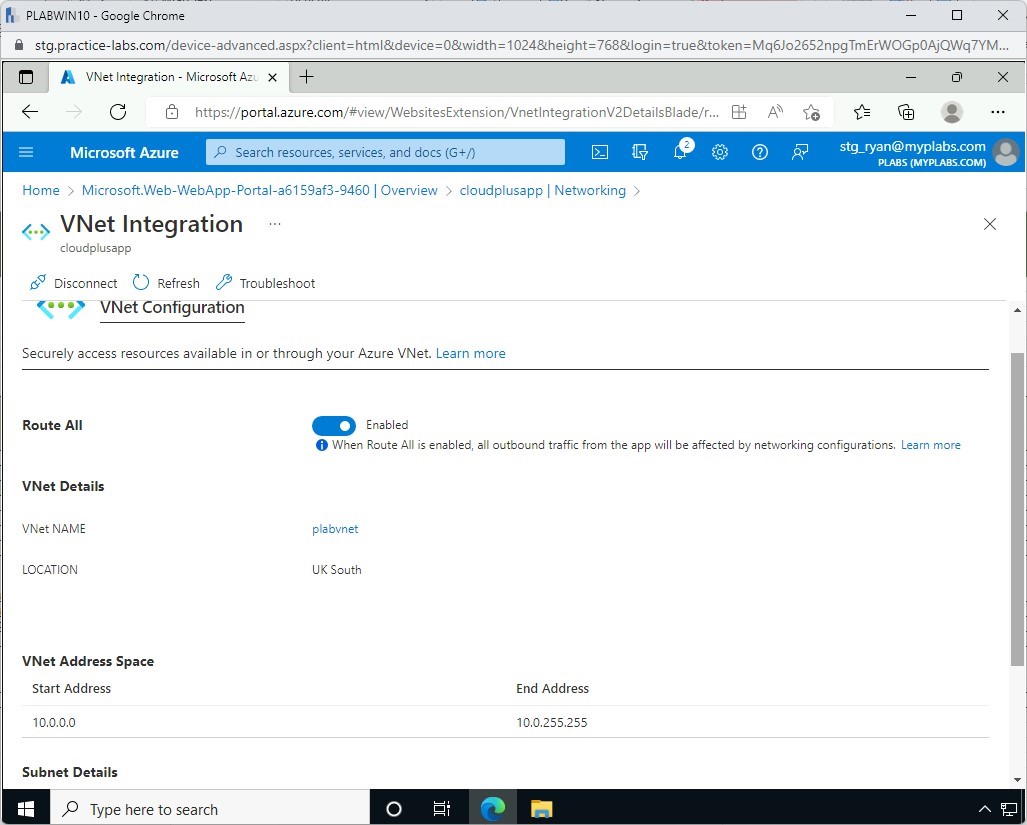 PLABWIN10 - Google Chrome
stg.practice-labs.com/device-advanced.aspx?client=html&device=0&width=1024&height=768&login=true&token=Mq6Jo2652npgTmErWOGp0AjQWq7YM...
VNet Integration - Microsoft Azu
https://portal.azure.com/#view/WebsitesExtension/VnetIntegrationV2DetailsBlade/r...
Microsoft Azure
Search resources, services, and docs (G+/)
2
stg_ryan@myplabs.com
PLABS (MYPLABS.COM)
Home > Microsoft.Web-WebApp-Portal-a6159af3-9460 | Overview > cloudplusapp | Networking >
VNet Integration ...
cloudplusapp
Disconnect Refresh Troubleshoot
VNet Configuration
Securely access resources available in or through your Azure VNet. Learn more
Route All Enabled
When Route All is enabled, all outbound traffic from the app will be affected by networking configurations. Learn more
VNet Details
VNet NAME plabvnet
LOCATION UK South
VNet Address Space
Start Address End Address
10.0.0.0 10.0.255.255
Subnet Details
Type here to search